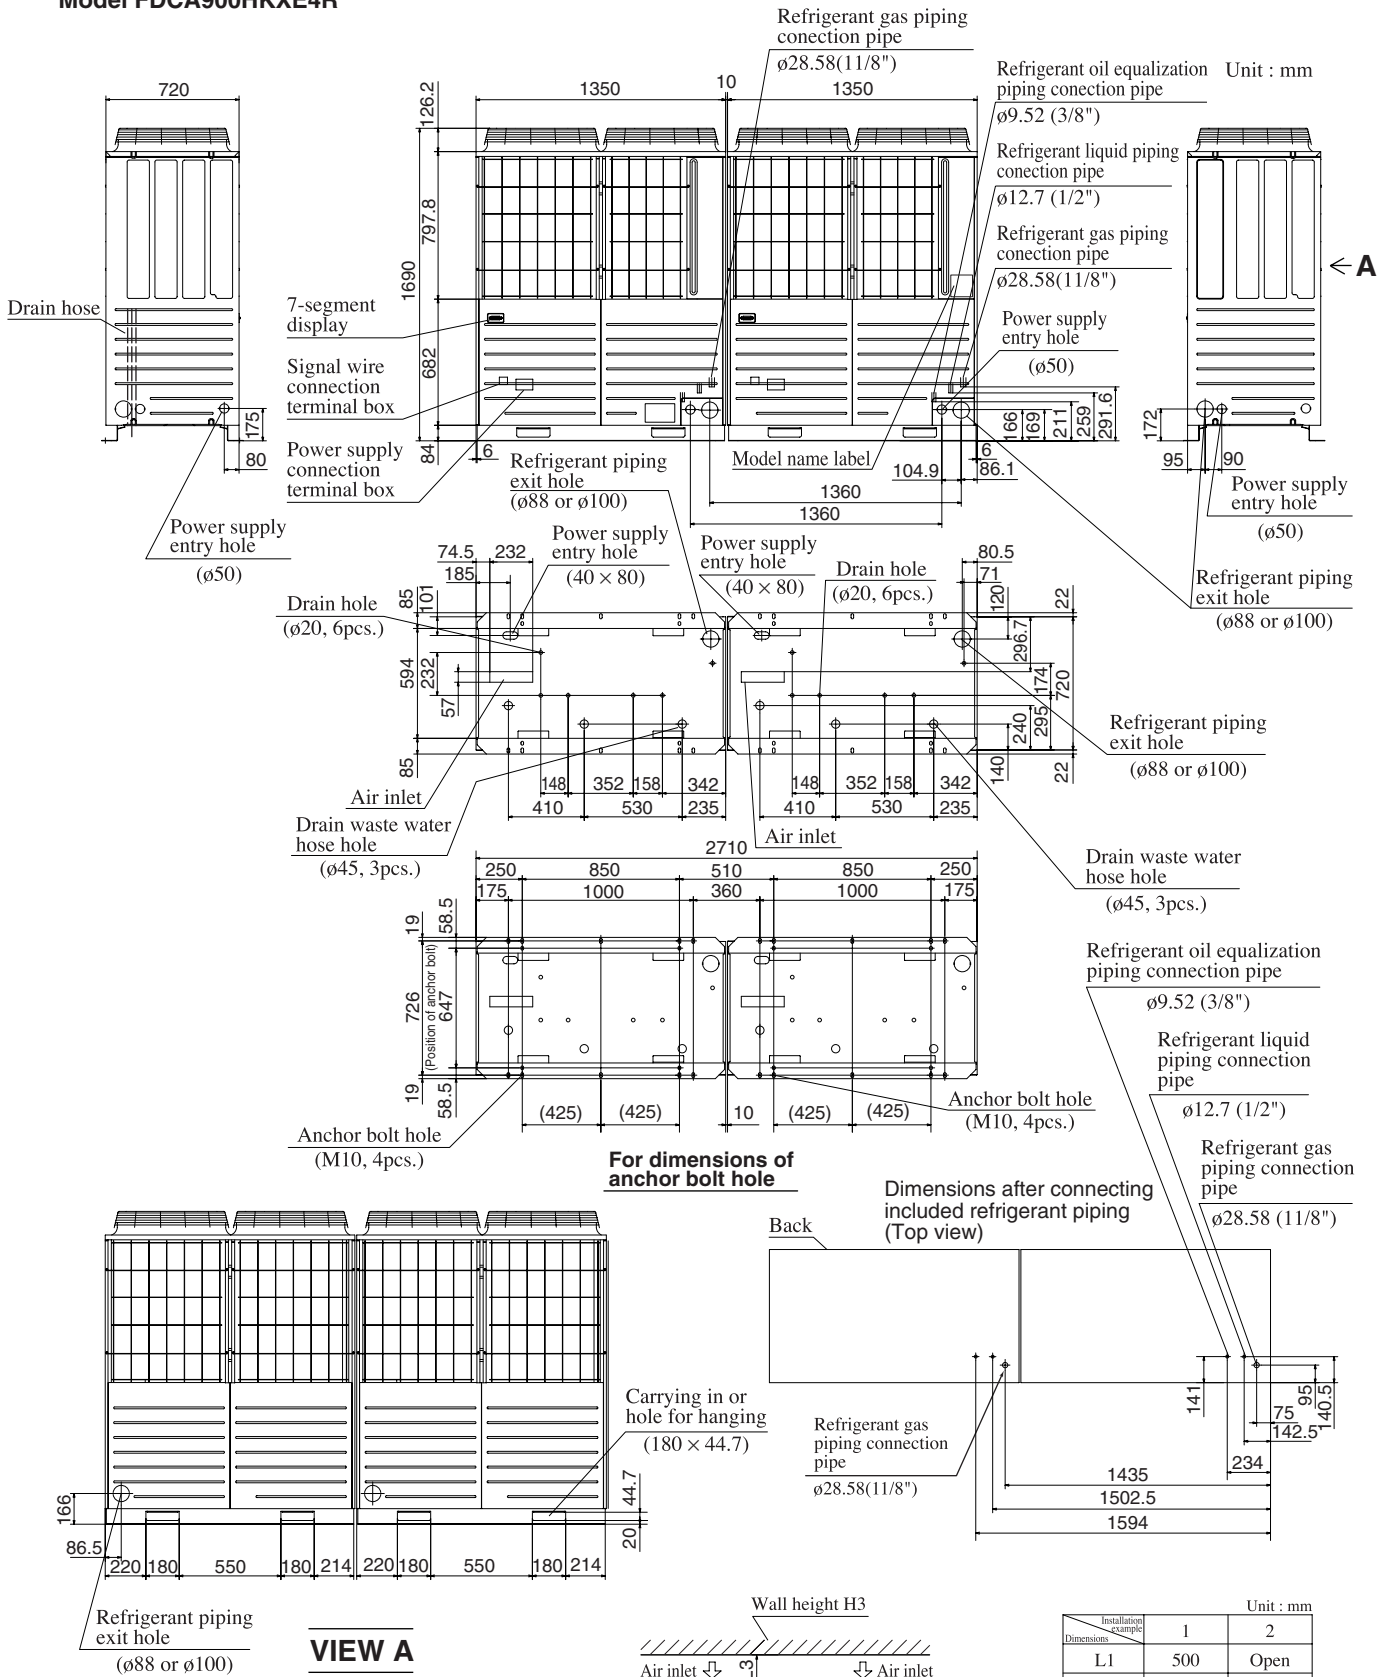 Model FDCA900HKXE4R
Refrigerant gas piping
conection pipe
ø28.58(11/8")
Refrigerant oil equalization
piping conection pipe
ø9.52 (3/8")
Unit : mm
Refrigerant liquid piping
conection pipe
ø12.7 (1/2")
Refrigerant gas piping
conection pipe
ø28.58(11/8")
Power supply
entry hole
(ø50)
720
1350
10
1350
126.2
797.8
1690
682
84
A
Drain hose
7-segment
display
Signal wire
connection
terminal box
Power supply
connection
terminal box
175
80
Power supply
entry hole
(ø50)
6
Refrigerant piping
exit hole
(ø88 or ø100)
Model name label
166
169
211
259
291.6
6
104.9
86.1
1360
1360
172
95
90
Power supply
entry hole
(ø50)
Refrigerant piping
exit hole
(ø88 or ø100)
74.5
232
185
Power supply
entry hole
(40 × 80)
Power supply
entry hole
(40 × 80)
Drain hole
(ø20, 6pcs.)
80.5
71
Drain hole
(ø20, 6pcs.)
85
101
594
232
57
85
120
22
296.7
174
720
295
240
140
22
Refrigerant piping
exit hole
(ø88 or ø100)
148
352
158
342
410
530
235
148
352
158
342
410
530
235
Air inlet
Drain waste water
hose hole
(ø45, 3pcs.)
Air inlet
Drain waste water
hose hole
(ø45, 3pcs.)
2710
250
850
510
850
250
175
1000
360
1000
175
19
58.5
726
(Position of anchor bolt)
647
19
58.5
(425)
(425)
10
(425)
(425)
Anchor bolt hole
(M10, 4pcs.)
Anchor bolt hole
(M10, 4pcs.)
For dimensions of
anchor bolt hole
Refrigerant oil equalization
piping connection pipe
ø9.52 (3/8")
Refrigerant liquid
piping connection
pipe
ø12.7 (1/2")
Refrigerant gas
piping connection
pipe
ø28.58 (11/8")
Dimensions after connecting
included refrigerant piping
(Top view)
Back
141
95
140.5
75
142.5
234
1435
1502.5
1594
Refrigerant gas
piping connection
pipe
ø28.58(11/8")
Carrying in or
hole for hanging
(180 × 44.7)
166
86.5
44.7
20
220
180
550
180
214
220
180
550
180
214
Refrigerant piping
exit hole
(ø88 or ø100)
VIEW A
Wall height H3
Air inlet
Air inlet
Unit : mm
Installation
example
Dimensions
1
2
L1
500
Open